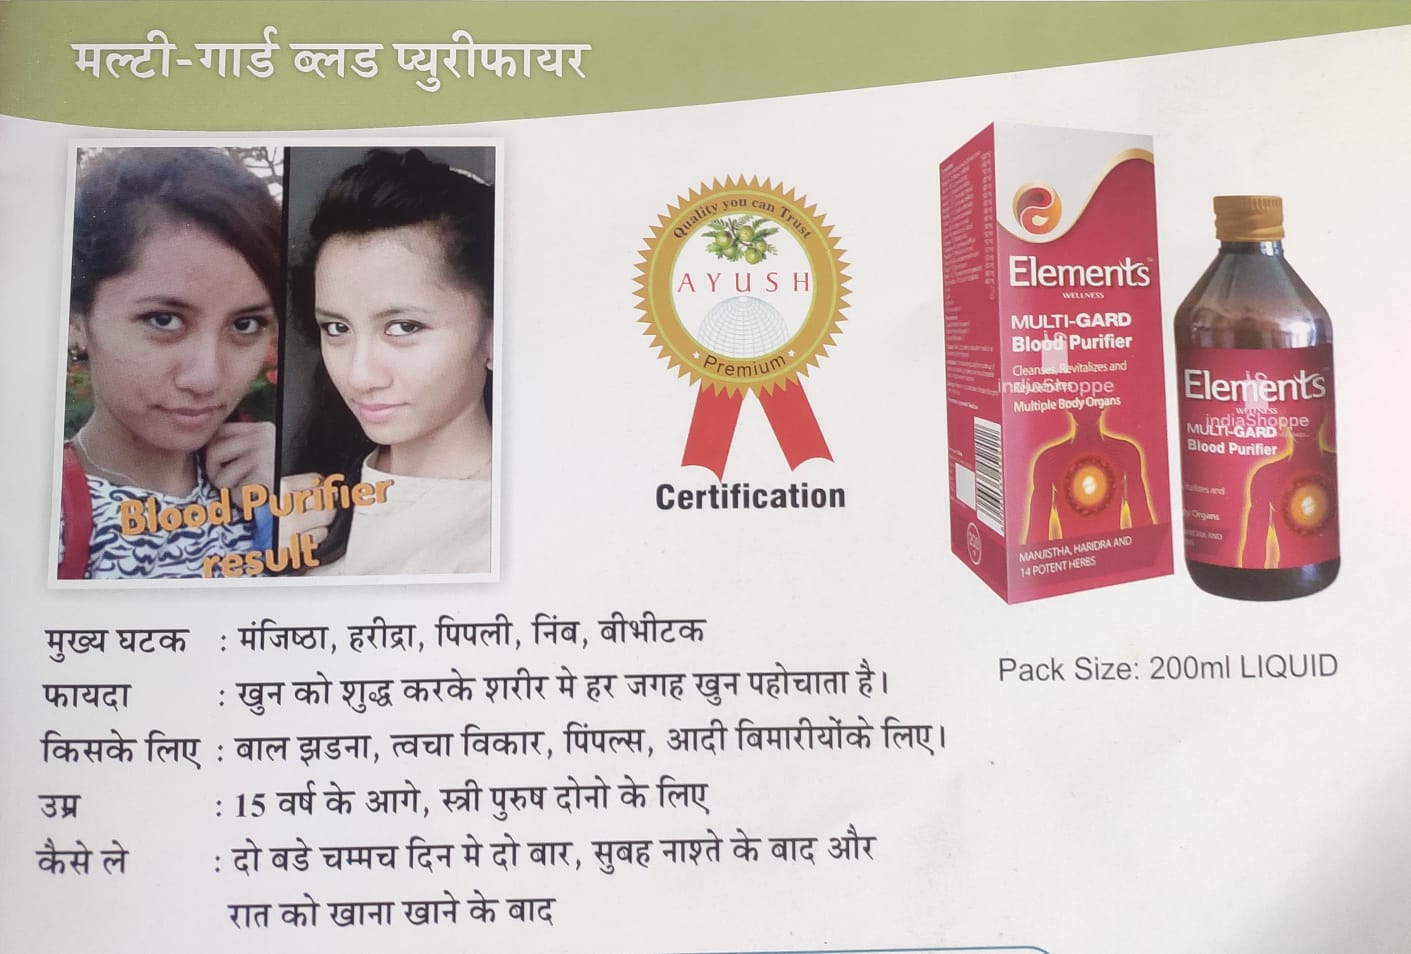 मल्टी-गार्ड ब्लड प्युरीफायर
Blood Purifier
result
Quality you can Trust
AYUSH
Premium
Certification
Elements
WELLNESS
MULTI-GARD
Blood Purifier
Cleanses, Revitalizes and
Rejuvenates
Multiple Body Organs
indiaShoppe
MANJISTHA, HARIDRA AND
14 POTENT HERBS
Elements
WELLNESS
indiaShoppe
MULTI-GARD
Blood Purifier
Pack Size: 200ml LIQUID
मुख्य घटक : मंजिष्ठा, हरीद्रा, पिपली, निंब, बीभीटक
फायदा : खुन को शुद्ध करके शरीर मे हर जगह खुन पहोचाता है।
किसके लिए : बाल झडना, त्वचा विकार, पिंपल्स, आदी बिमारीयोंके लिए।
उम्र : 15 वर्ष के आगे, स्त्री पुरुष दोनो के लिए
कैसे ले : दो बडे चम्मच दिन मे दो बार, सुबह नाश्ते के बाद और
रात को खाना खाने के बाद